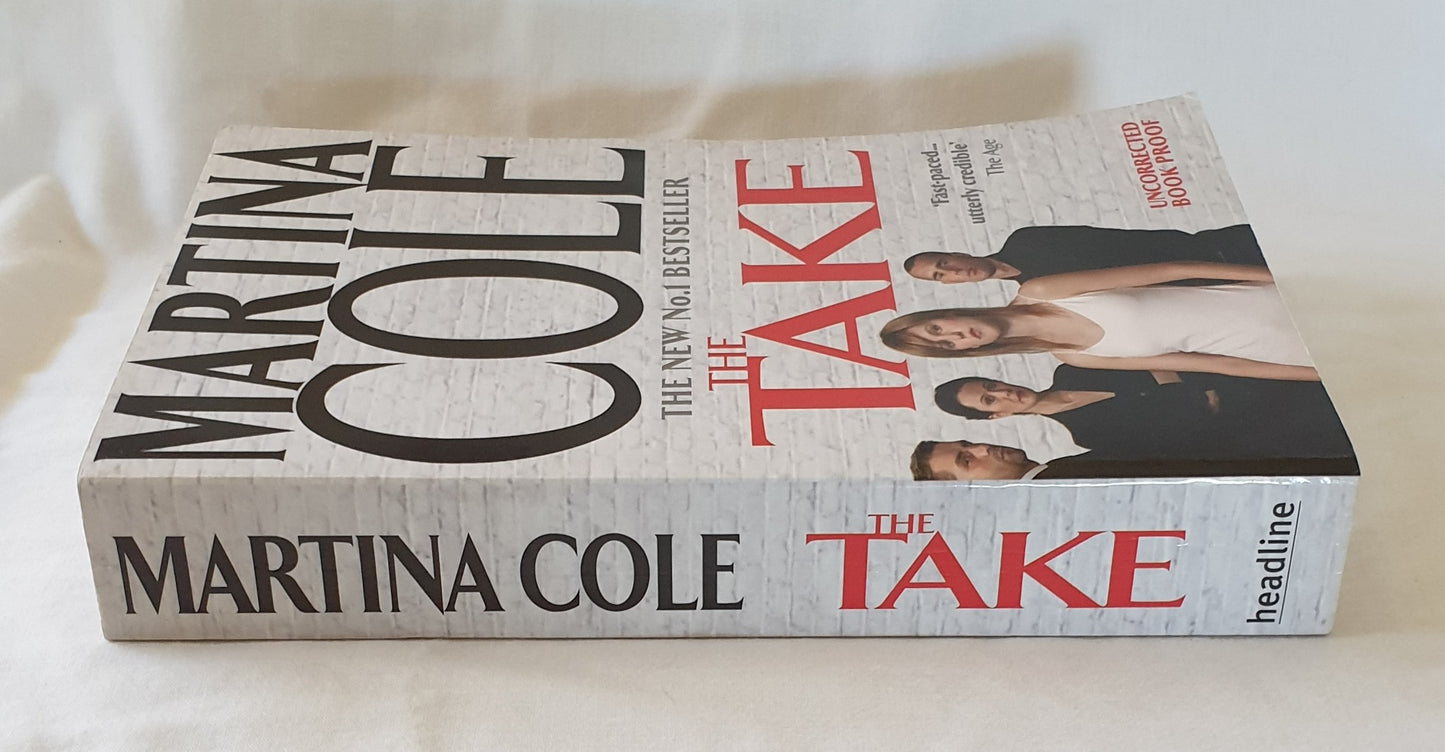 MARTINA
COLE
THE NEW No.1 BESTSELLER
THE
TAKE
'Fast-paced...
utterly credible'
The Age
UNCORRECTED
BOOK PROOF
MARTINA COLE
THE
TAKE
headline